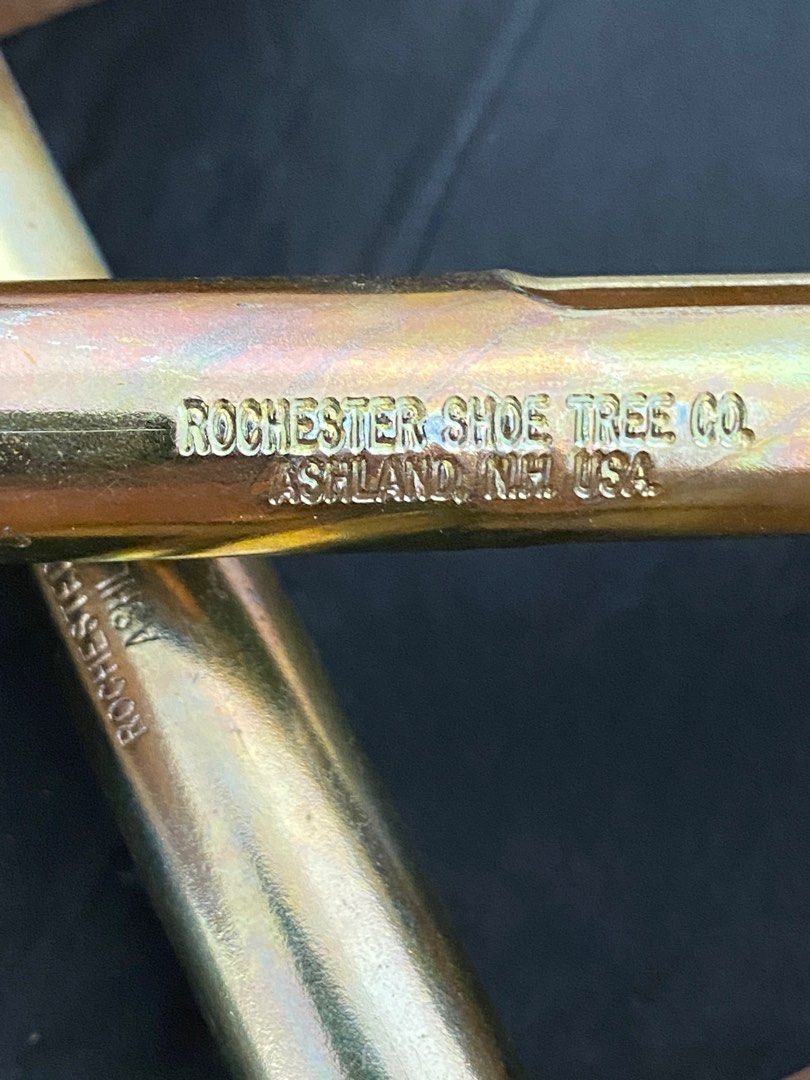 ROCHESTER SHOE TREE CO.
ASHLAND, N.H. USA.
ROCHESTER